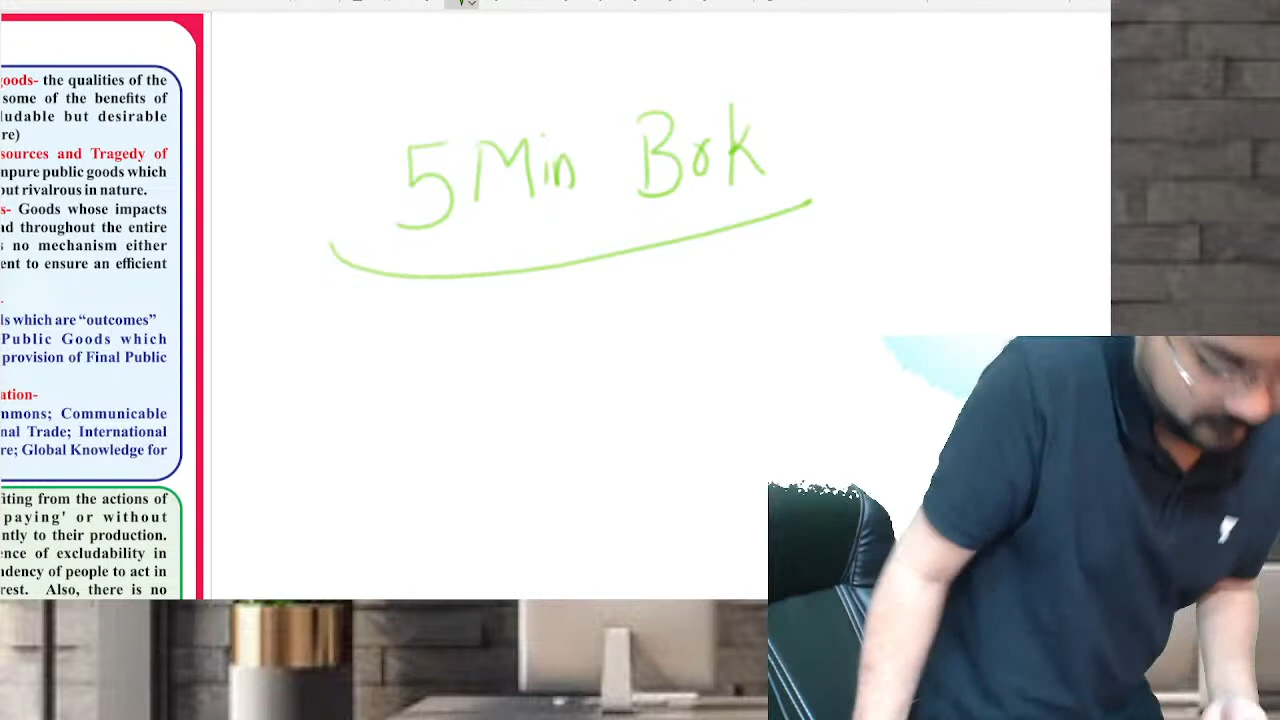 goods- the qualities of the
some of the benefits of
ludable but desirable
re)
sources and Tragedy of
npure public goods which
out rivalrous in nature.
s- Goods whose impacts
ad throughout the entire
s no mechanism either
ent to ensure an efficient
ls which are “outcomes”
Public Goods which
provision of Final Public
ation-
mmons; Communicable
nal Trade; International
re; Global Knowledge for
fiting from the actions of
paying' or without
ntly to their production.
ence of excludability in
ndency of people to act in
rest. Also, there is no
5 Min Brk